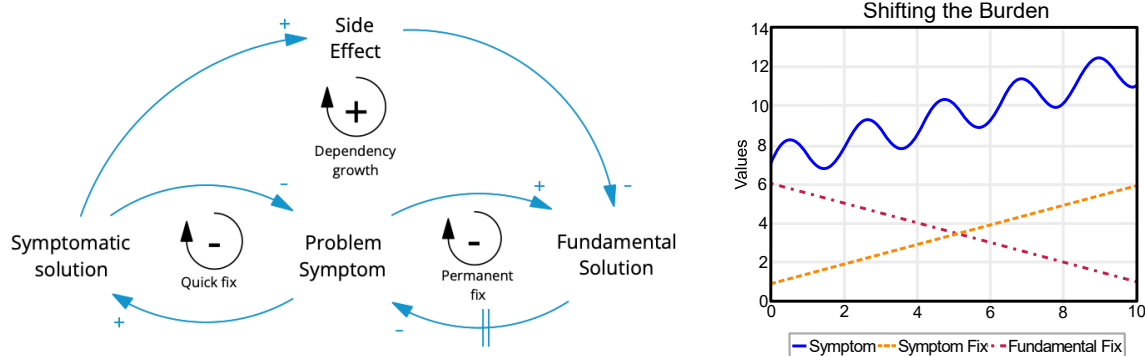 +
Side
Effect
+
Dependency
growth
-
-
+
Symptomatic
solution
-
Quick fix
Problem
Symptom
-
Permanent
fix
Fundamental
Solution
+
-
Shifting the Burden
Values
14
12
10
8
6
4
2
0
0
2
4
6
8
10
Symptom
Symptom Fix
Fundamental Fix